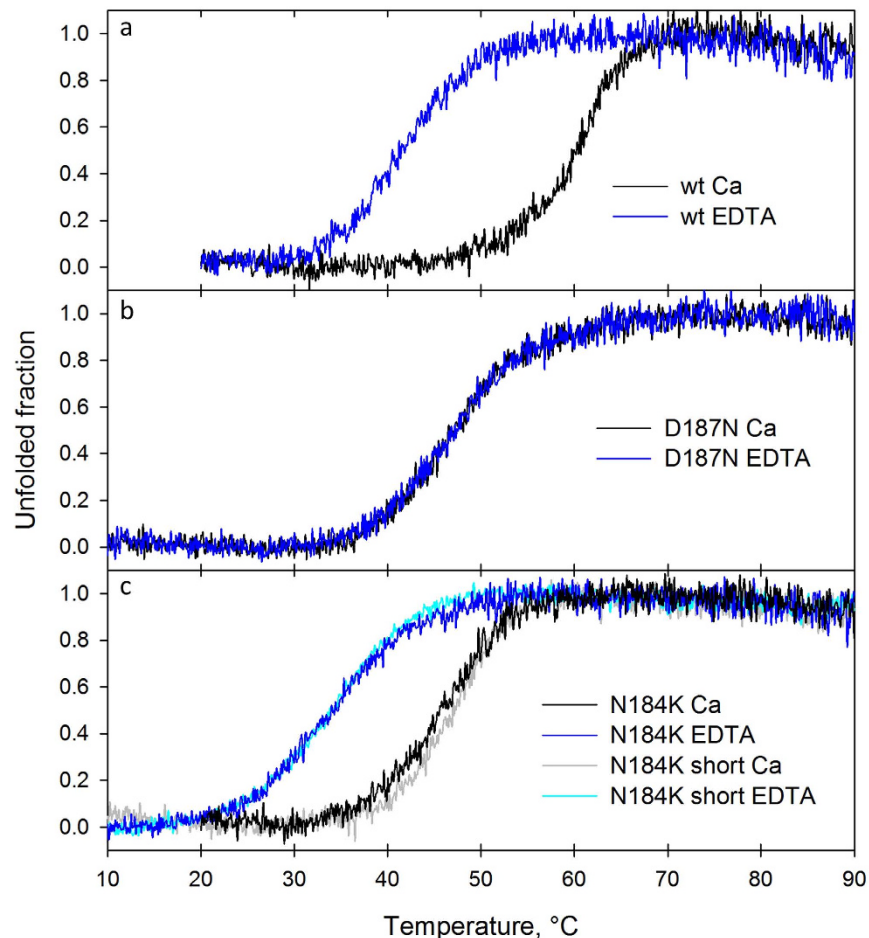 a
1.0
0.8
0.6
0.4
0.2
0.0
wt Ca
wt EDTA
b
1.0
0.8
0.6
0.4
0.2
0.0
D187N Ca
D187N EDTA
c
1.0
0.8
0.6
0.4
0.2
0.0
N184K Ca
N184K EDTA
N184K short Ca
N184K short EDTA
Unfolded fraction
10 20 30 40 50 60 70 80 90
Temperature, °C